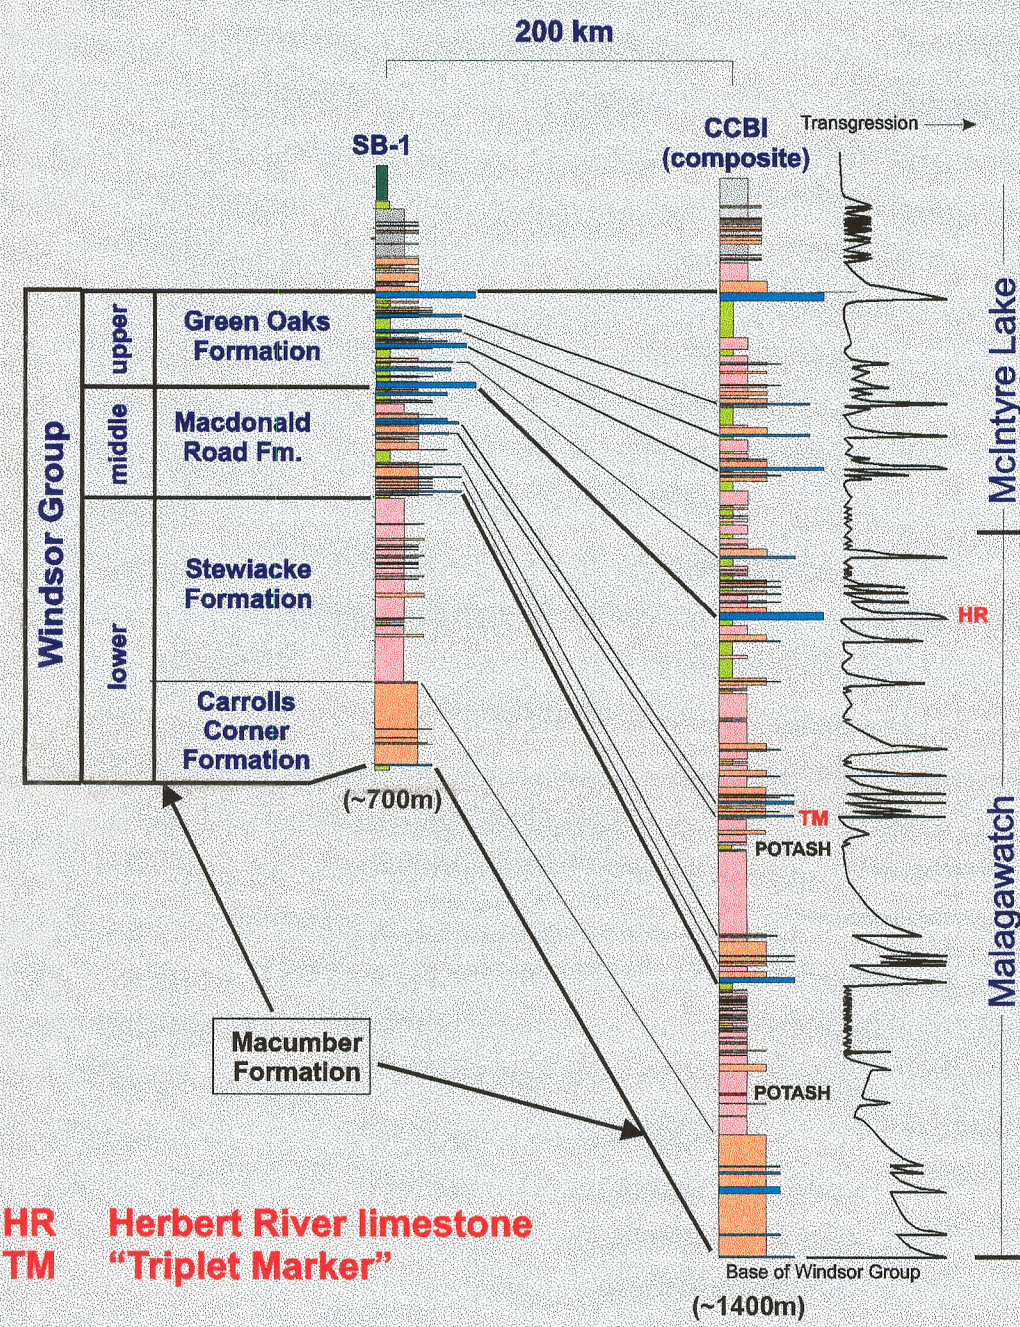 200 km
SB-1
CCBI
(composite)
Transgression
Windsor Group
upper
middle
lower
Green Oaks
Formation
Macdonald
Road Fm.
Stewiacke
Formation
Carrolls
Corner
Formation
(~700m)
McIntyre Lake
HR
TM
POTASH
Malagawatch
Macumber
Formation
POTASH
HR Herbert River limestone
TM “Triplet Marker”
Base of Windsor Group
(~1400m)